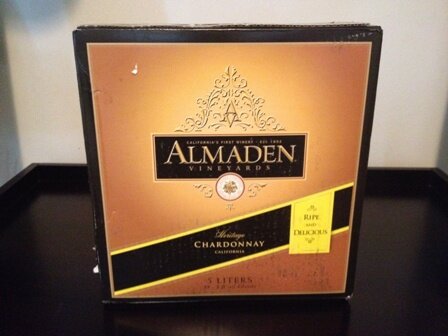 CALIFORNIA'S FIRST WINERY • EST. 1852
ALMADEN
VINEYARDS
Heritage
CHARDONNAY
CALIFORNIA
RIPE
AND
DELICIOUS
5 LITERS